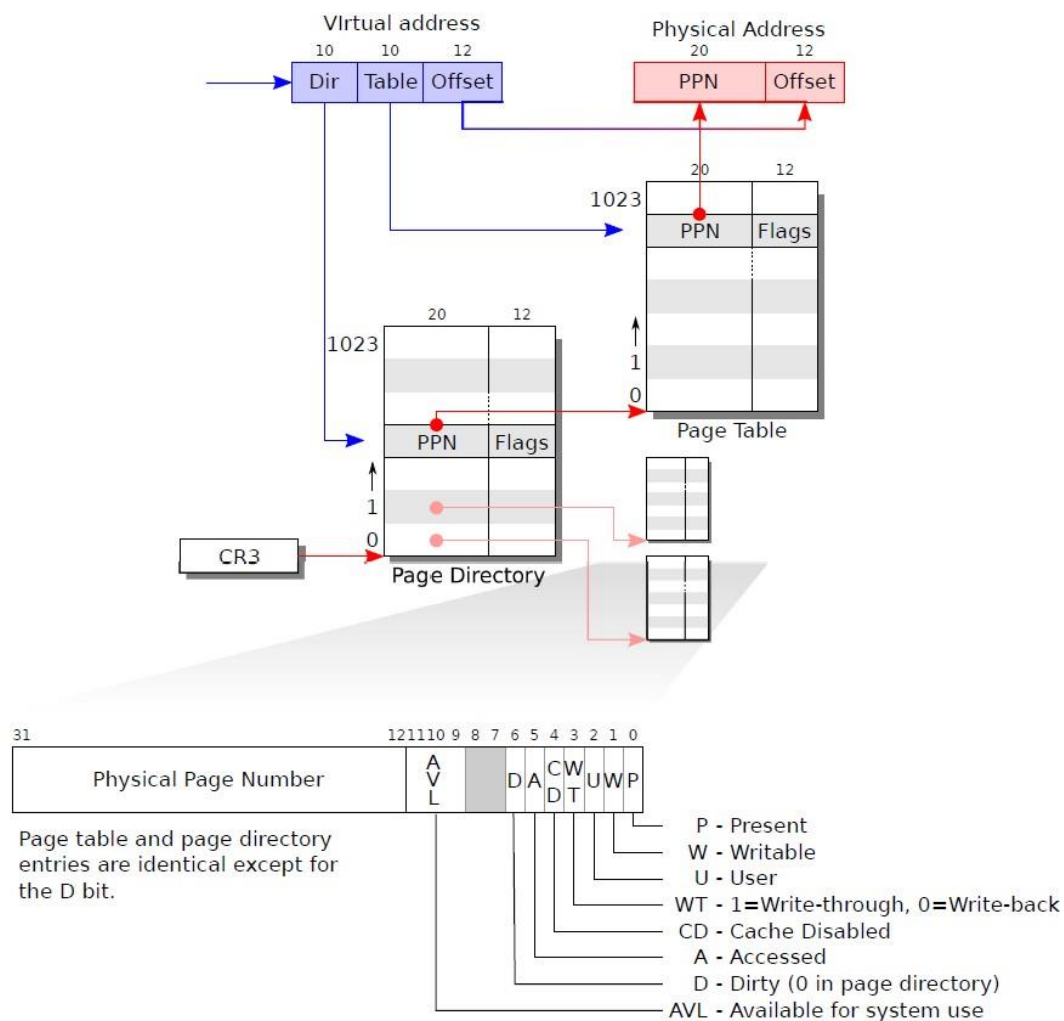 VIrtual address
10 10 12
Dir Table Offset
Physical Address
20 12
PPN Offset
20 12
1023
PPN Flags
1
0
Page Table
20 12
1023
PPN Flags
1
0
CR3
Page Directory
31 12 11 10 9 8 7 6 5 4 3 2 1 0
Physical Page Number AVL D A CD WT U W P
Page table and page directory
entries are identical except for
the D bit.
P - Present
W - Writable
U - User
WT - 1=Write-through, 0=Write-back
CD - Cache Disabled
A - Accessed
D - Dirty (0 in page directory)
AVL - Available for system use